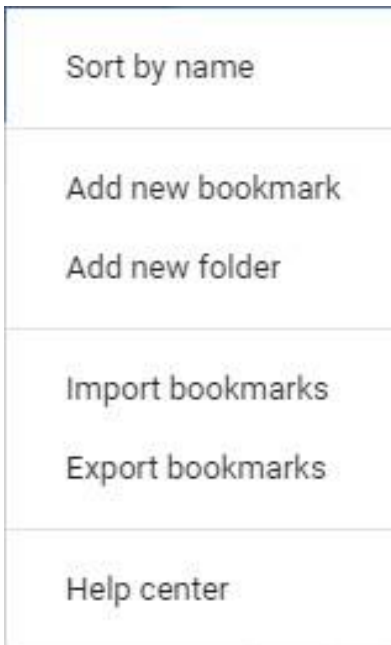 Sort by name
Add new bookmark
Add new folder
Import bookmarks
Export bookmarks
Help center